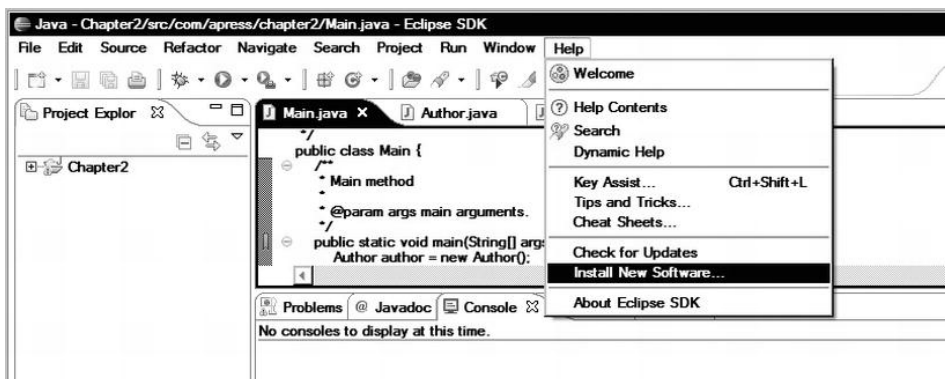 Java - Chapter2/src/com/apress/chapter2/Main.java - Eclipse SDK
File Edit Source Refactor Navigate Search Project Run Window Help
Project Explor
Chapter2
Main.java
Author.java
*/
public class Main {
/**
* Main method
*
* @param args main arguments.
*/
public static void main(String[] args
Author author = new Author();
Welcome
Help Contents
Search
Dynamic Help
Key Assist... Ctrl+Shift+L
Tips and Tricks...
Cheat Sheets...
Check for Updates
Install New Software...
About Eclipse SDK
Problems @ Javadoc Console
No consoles to display at this time.